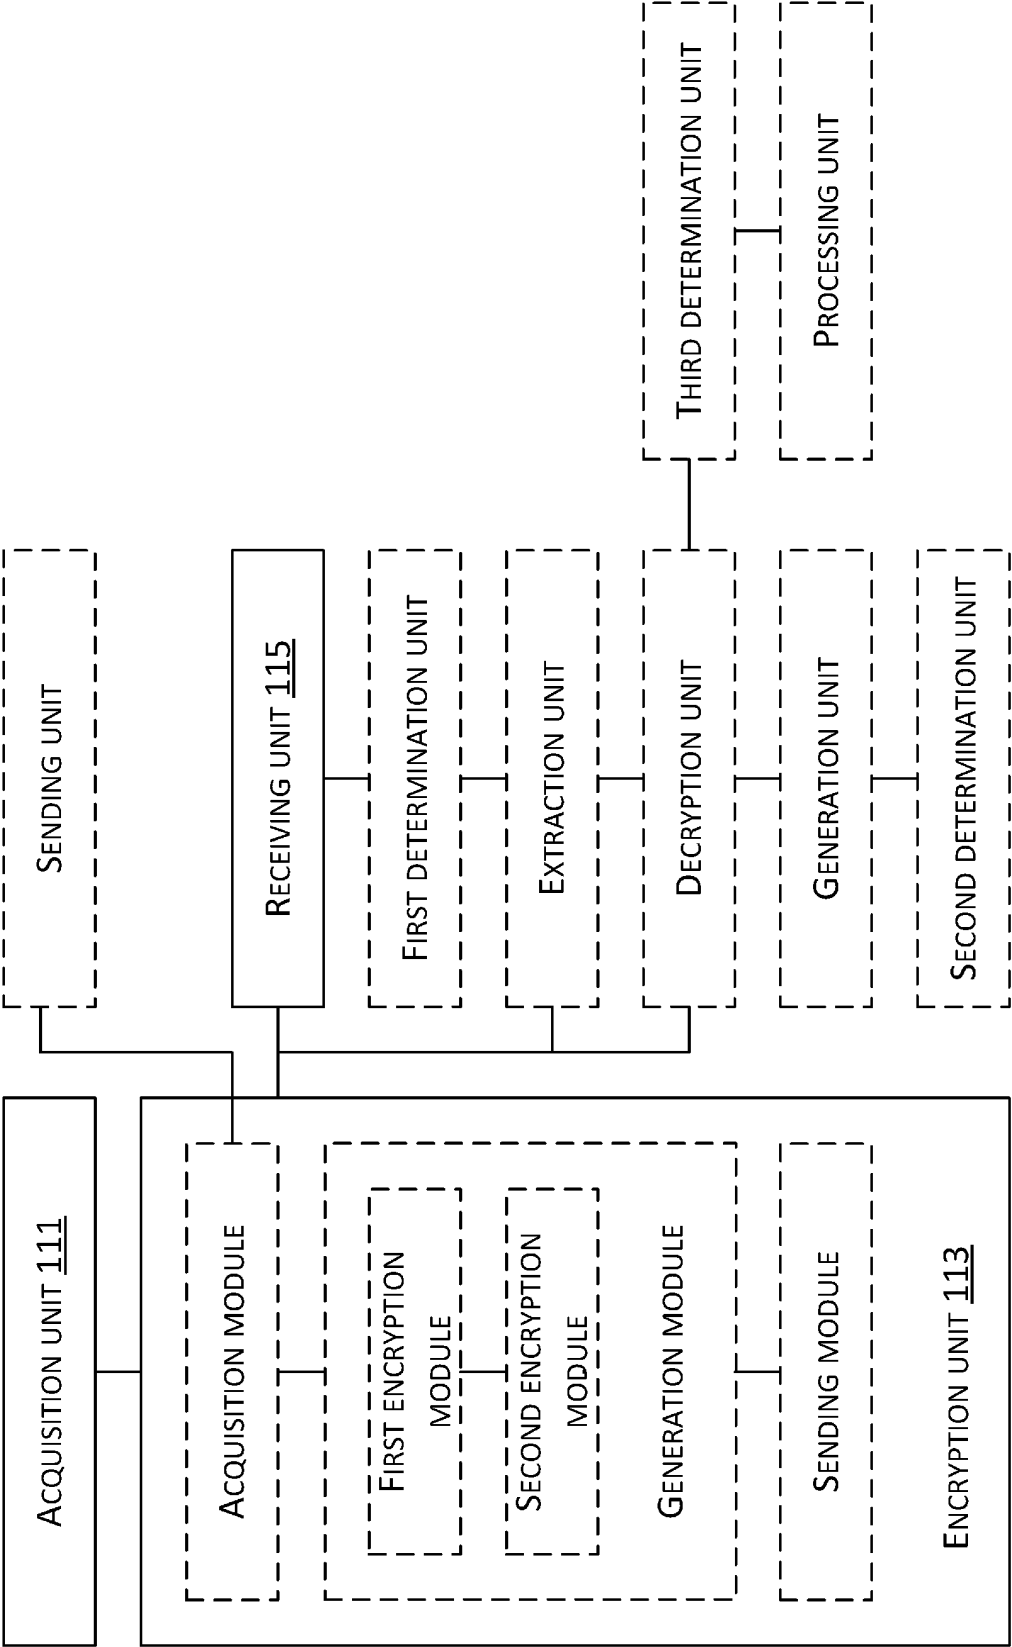 ACQUISITION UNIT 111
ACQUISITION MODULE
FIRST ENCRYPTION
MODULE
SECOND ENCRYPTION
MODULE
GENERATION MODULE
SENDING MODULE
ENCRYPTION UNIT 113
SENDING UNIT
RECEIVING UNIT 115
FIRST DETERMINATION UNIT
EXTRACTION UNIT
DECRYPTION UNIT
GENERATION UNIT
SECOND DETERMINATION UNIT
THIRD DETERMINATION UNIT
PROCESSING UNIT